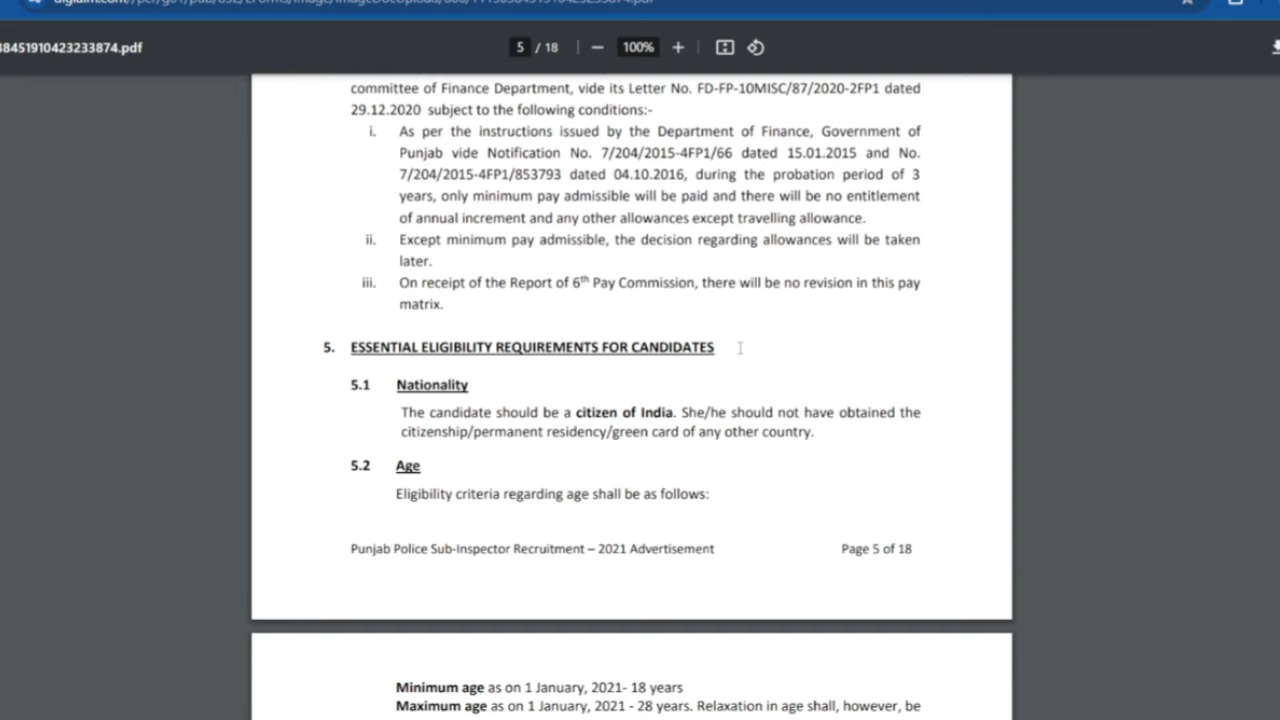 38451910423233874.pdf
5 / 18
100%
committee of Finance Department, vide its Letter No. FD-FP-10MISC/87/2020-2FP1 dated
29.12.2020 subject to the following conditions:-
i. As per the instructions issued by the Department of Finance, Government of
Punjab vide Notification No. 7/204/2015-4FP1/66 dated 15.01.2015 and No.
7/204/2015-4FP1/853793 dated 04.10.2016, during the probation period of 3
years, only minimum pay admissible will be paid and there will be no entitlement
of annual increment and any other allowances except travelling allowance.
ii. Except minimum pay admissible, the decision regarding allowances will be taken
later.
iii. On receipt of the Report of 6th Pay Commission, there will be no revision in this pay
matrix.
5. ESSENTIAL ELIGIBILITY REQUIREMENTS FOR CANDIDATES
5.1 Nationality
The candidate should be a citizen of India. She/he should not have obtained the
citizenship/permanent residency/green card of any other country.
5.2 Age
Eligibility criteria regarding age shall be as follows:
Punjab Police Sub-Inspector Recruitment – 2021 Advertisement Page 5 of 18
Minimum age as on 1 January, 2021- 18 years
Maximum age as on 1 January, 2021 - 28 years. Relaxation in age shall, however, be